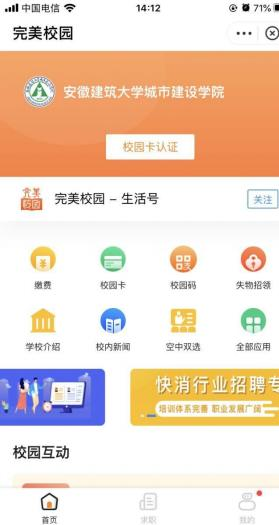 中国电信
14:12
71%
完美校园
安徽建筑大学城市建设学院
校园卡认证
完美校园
完美校园 – 生活号
关注
缴费
校园卡
校园码
失物招领
学校介绍
校内新闻
空中双选
全部应用
快消行业招聘专
培训体系完善 职业发展广阔
校园互动
首页
求职
我的